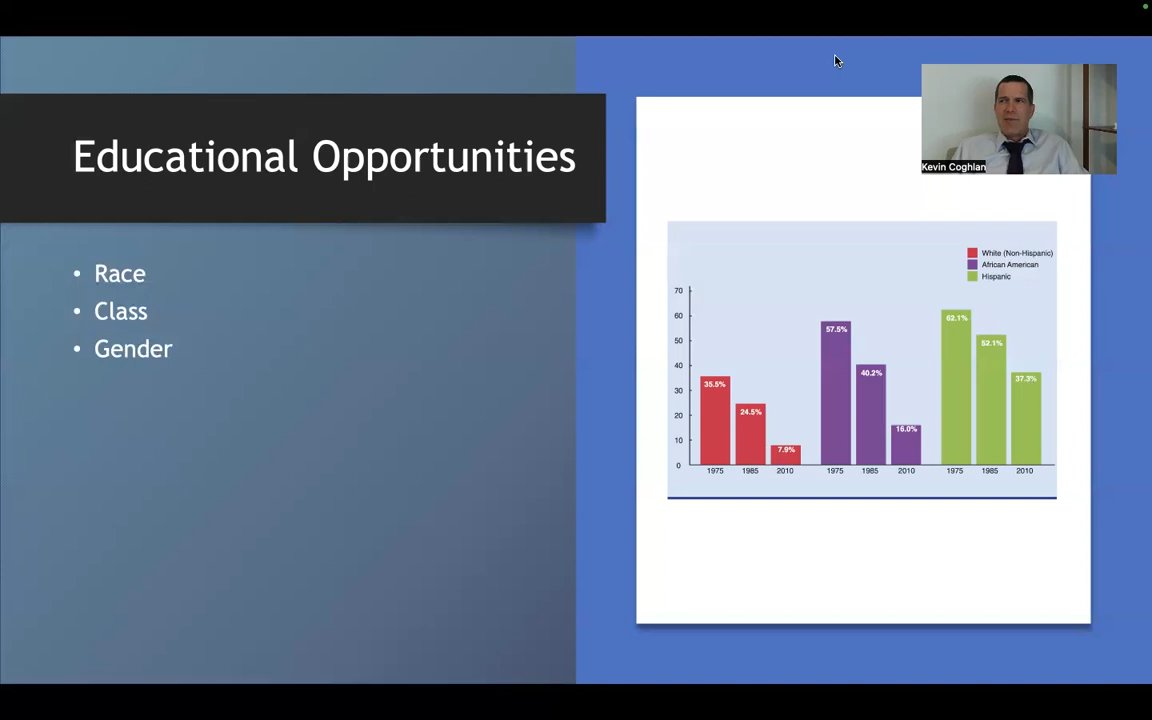 Educational Opportunities
• Race
• Class
• Gender
Kevin Coghlan
White (Non-Hispanic)
African American
Hispanic
70
60
50
40
30
20
10
0
35.5%
24.5%
7.9%
57.5%
40.2%
16.0%
62.1%
52.1%
37.3%
1975 1985 2010 1975 1985 2010 1975 1985 2010